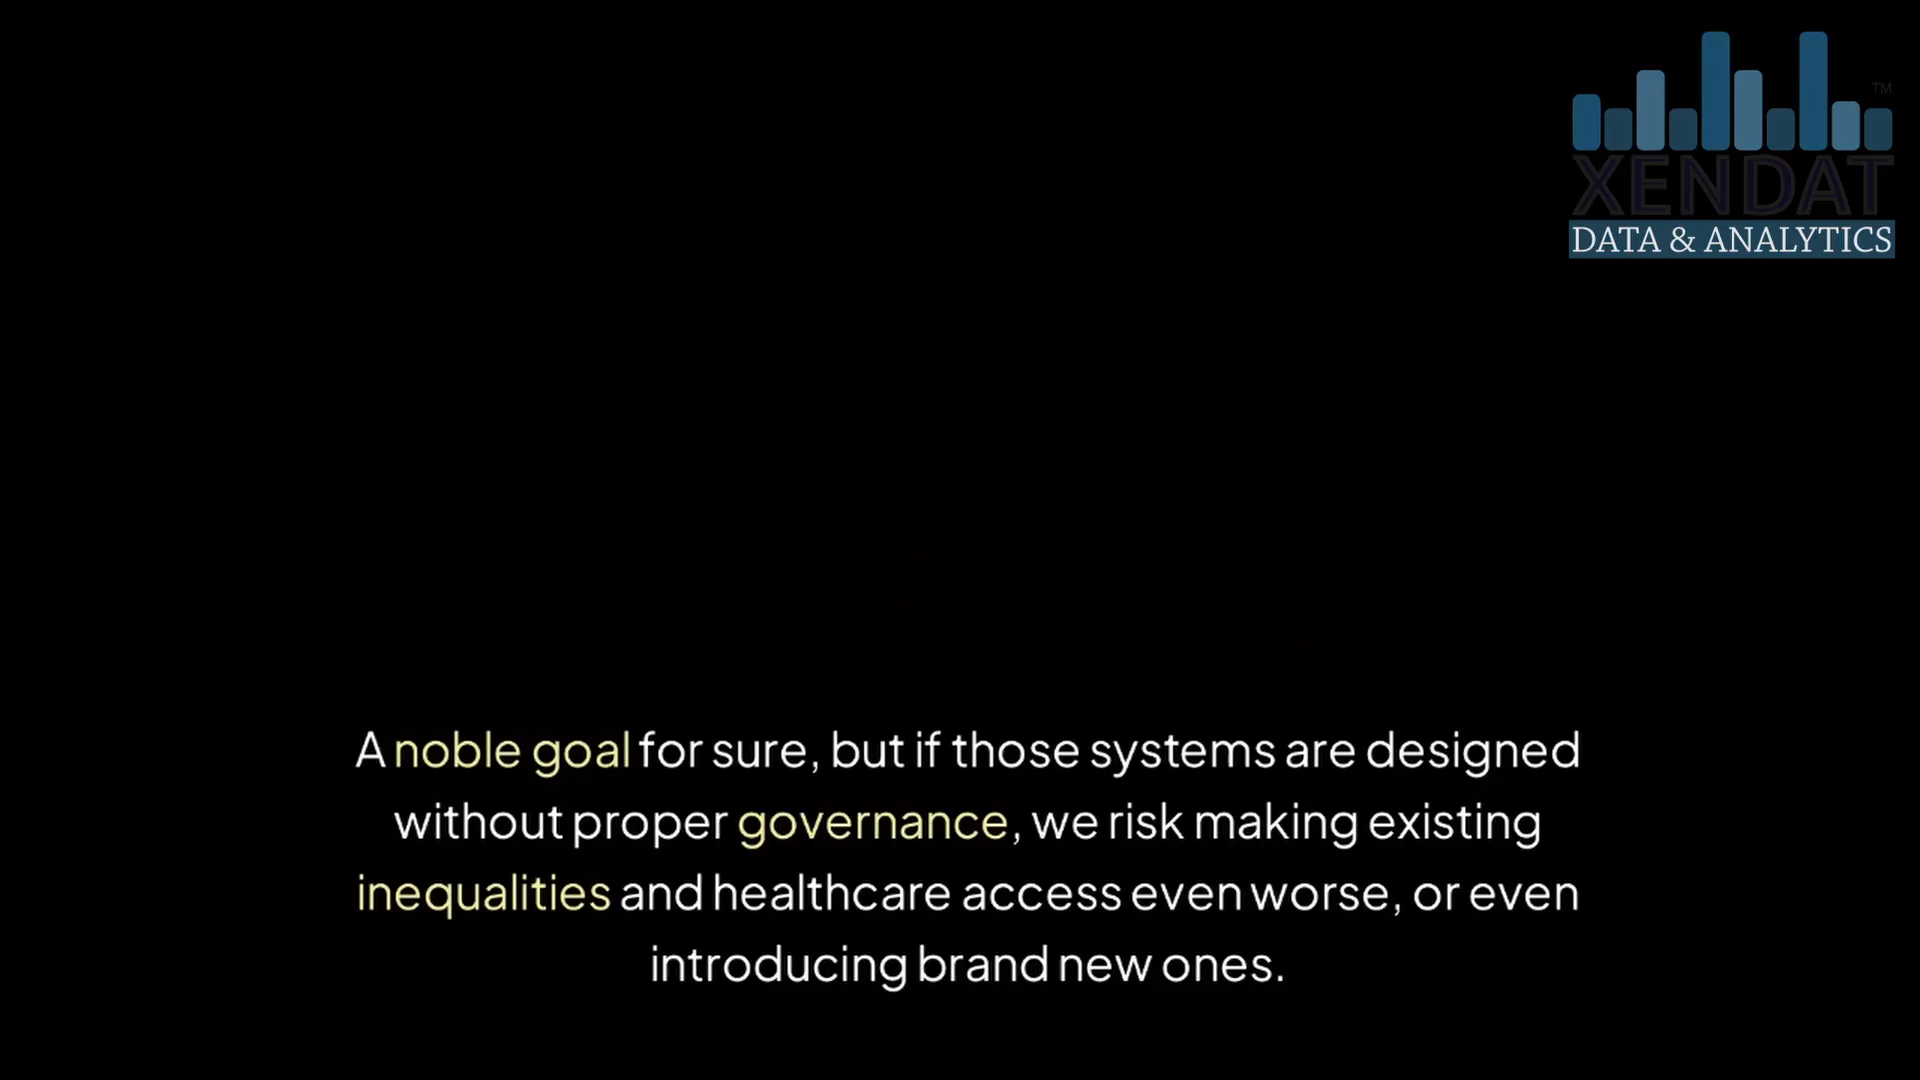 TM
XENDAT
DATA & ANALYTICS
A noble goal for sure, but if those systems are designed
without proper governance, we risk making existing
inequalities and healthcare access even worse, or even
introducing brand new ones.